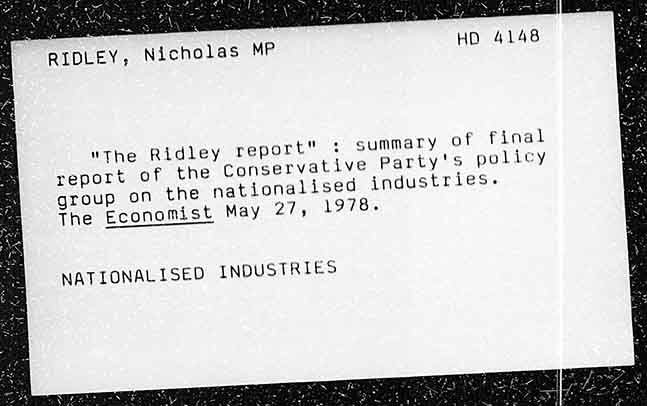 RIDLEY, Nicholas MP
HD 4148
"The Ridley report" : summary of final
report of the Conservative Party's policy
group on the nationalised industries.
The Economist May 27, 1978.
NATIONALISED INDUSTRIES